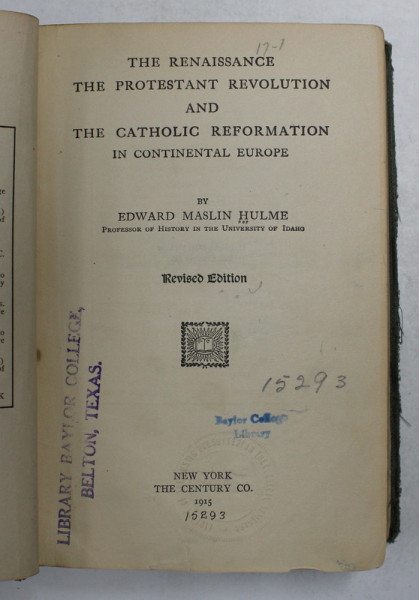 17-1
THE RENAISSANCE
THE PROTESTANT REVOLUTION
AND
THE CATHOLIC REFORMATION
IN CONTINENTAL EUROPE
BY
EDWARD MASLIN HULME
PROFESSOR OF HISTORY IN THE UNIVERSITY OF IDAHO
Revised Edition
15293
Baylor College
Library
LIBRARY BAYLOR COLLEGE,
BELTON, TEXAS.
NEW YORK
THE CENTURY CO.
1915
15293